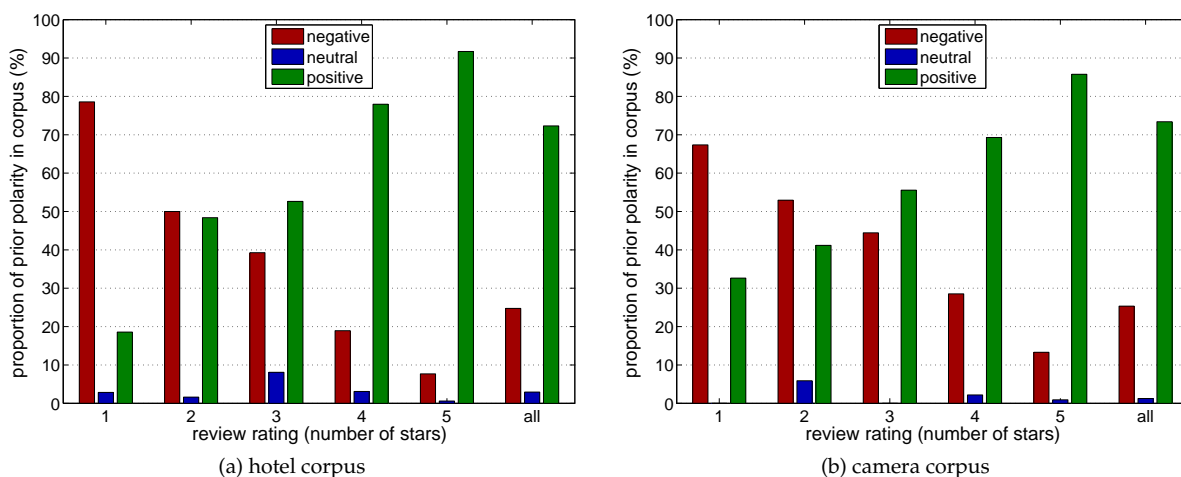 proportion of prior polarity in corpus (%)
100
90
80
70
60
50
40
30
20
10
0
negative
neutral
positive
1 2 3 4 5 all
review rating (number of stars)
(a) hotel corpus
proportion of prior polarity in corpus (%)
100
90
80
70
60
50
40
30
20
10
0
negative
neutral
positive
1 2 3 4 5 all
review rating (number of stars)
(b) camera corpus